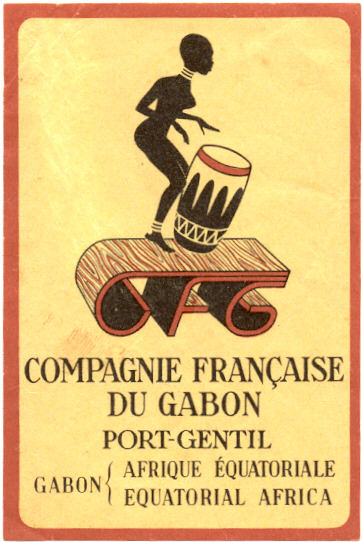 CFG
COMPAGNIE FRANÇAISE
DU GABON
PORT-GENTIL
GABON { AFRIQUE ÉQUATORIALE
EQUATORIAL AFRICA